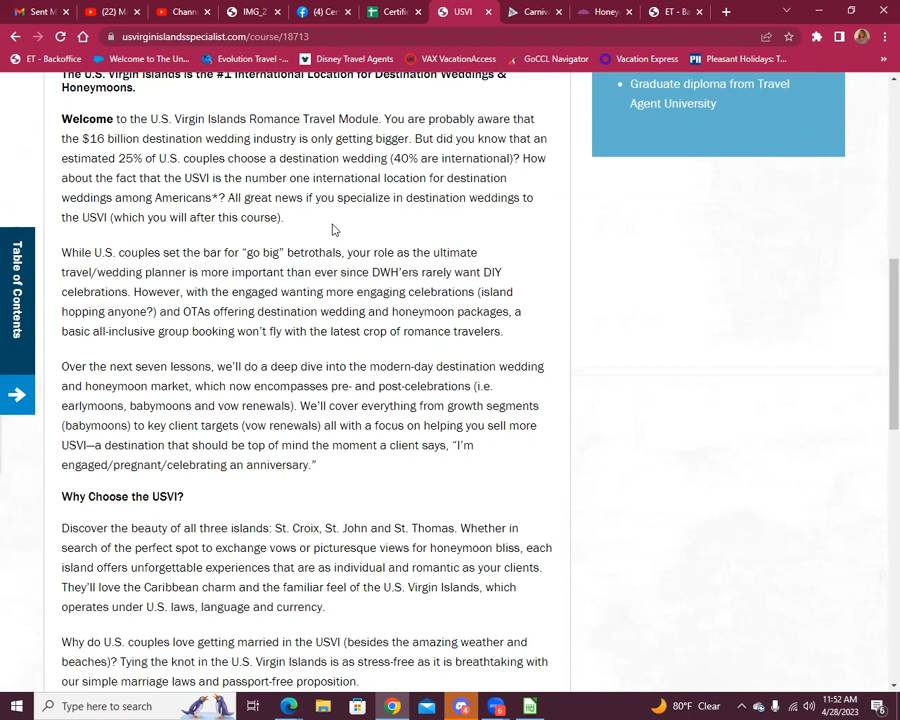 Sent M
(22) M
Chann
IMG_2
(4) Cer
Certific
USVI
Carniv
Honey
ET - Ba
usvirginislandsspecialist.com/course/18713
ET - Backoffice
Welcome to The Un...
Evolution Travel -...
Disney Travel Agents
VAX VacationAccess
GoCCL Navigator
Vacation Express
Pleasant Holidays: T...
»
The U.S. Virgin Islands is the #1 International Location for Destination Weddings &
Honeymoons.
Welcome to the U.S. Virgin Islands Romance Travel Module. You are probably aware that
the $16 billion destination wedding industry is only getting bigger. But did you know that an
estimated 25% of U.S. couples choose a destination wedding (40% are international)? How
about the fact that the USVI is the number one international location for destination
weddings among Americans*? All great news if you specialize in destination weddings to
the USVI (which you will after this course).
While U.S. couples set the bar for “go big” betrothals, your role as the ultimate
travel/wedding planner is more important than ever since DWH’ers rarely want DIY
celebrations. However, with the engaged wanting more engaging celebrations (island
hopping anyone?) and OTAs offering destination wedding and honeymoon packages, a
basic all-inclusive group booking won’t fly with the latest crop of romance travelers.
Over the next seven lessons, we’ll do a deep dive into the modern-day destination wedding
and honeymoon market, which now encompasses pre- and post-celebrations (i.e.
earlymoons, babymoons and vow renewals). We’ll cover everything from growth segments
(babymoons) to key client targets (vow renewals) all with a focus on helping you sell more
USVI—a destination that should be top of mind the moment a client says, “I’m
engaged/pregnant/celebrating an anniversary.”
Why Choose the USVI?
Discover the beauty of all three islands: St. Croix, St. John and St. Thomas. Whether in
search of the perfect spot to exchange vows or picturesque views for honeymoon bliss, each
island offers unforgettable experiences that are as individual and romantic as your clients.
They’ll love the Caribbean charm and the familiar feel of the U.S. Virgin Islands, which
operates under U.S. laws, language and currency.
Why do U.S. couples love getting married in the USVI (besides the amazing weather and
beaches)? Tying the knot in the U.S. Virgin Islands is as stress-free as it is breathtaking with
our simple marriage laws and passport-free proposition.
Graduate diploma from Travel
Agent University
Table of Contents
Type here to search
80°F Clear
11:52 AM
4/28/2023